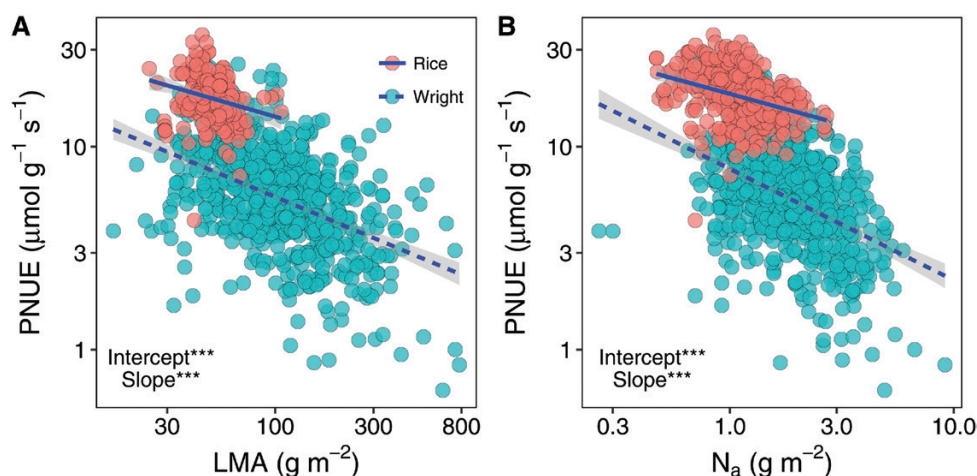 A
PNUE (μmol g⁻¹ s⁻¹)
30
10
3
1
Rice
Wright
Intercept***
Slope***
30
100
300
800
LMA (g m⁻²)
B
PNUE (μmol g⁻¹ s⁻¹)
30
10
3
1
Intercept***
Slope***
0.3
1.0
3.0
10.0
Nₐ (g m⁻²)